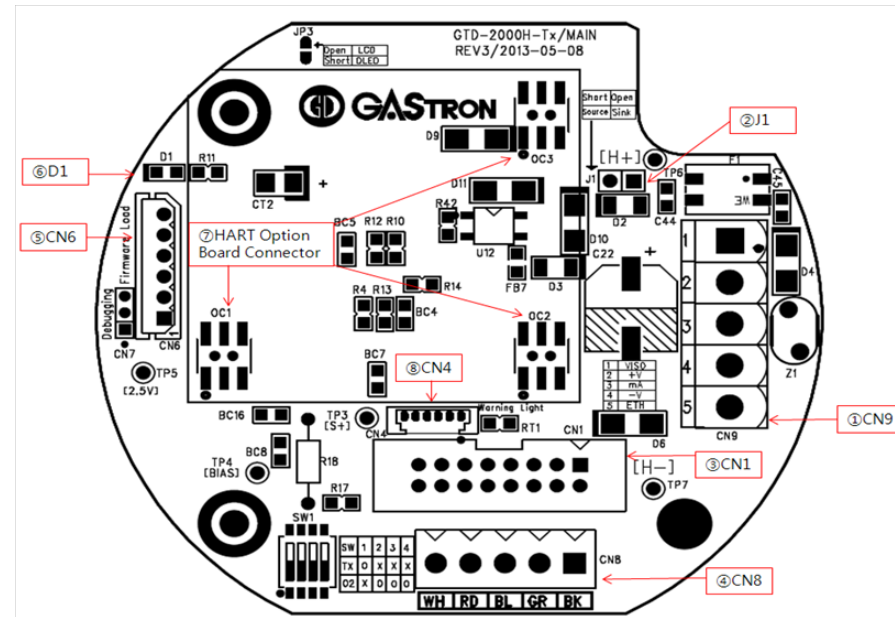 JP3
Open LCD
Short OLED
GTD-2000H-Tx/MAIN
REV3/2013-05-08
GASTRON
Short Open
Source Sink
②J1
D9
OC3
[H+]
J1
TP6
F1
WE
C45
⑥D1
D1 R11
CT2 +
D11
R42
U12
D10
D2
C44
⑤CN6
Firmware Load
Debugging
CN7
CN6
1
⑦HART Option
Board Connector
BC5
R12 R10
R14
FB7
D3
C22
+
1
2
3
4
5
D4
Z1
CN9
OC1
R4 R13
BC4
OC2
TP5
[2.5V]
BC7
⑧CN4
1 VISO
2 +V
3 mA
4 -V
5 ETH
①CN9
BC16
TP3
[S+]
CN4
Warning Light
RT1
CN1
D6
BC8
TP4
[BIAS]
R18
③CN1
[H-]
TP7
R17
SW1
SW 1 2 3 4
TX O X X X
O2 X O O O
CN8
④CN8
WH RD BL GR BK